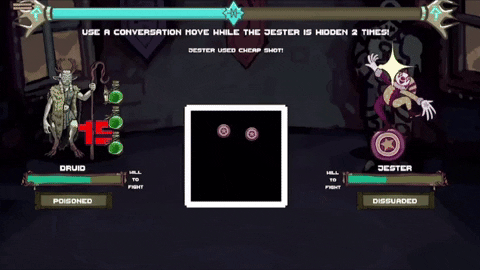 USE A CONVERSATION MOVE WHILE THE JESTER IS HIDDEN 2 TIMES!
JESTER USED CHEAP SHOT!
15
DRUID
WILL TO FIGHT
POISONED
JESTER
WILL TO FIGHT
DISSUADED